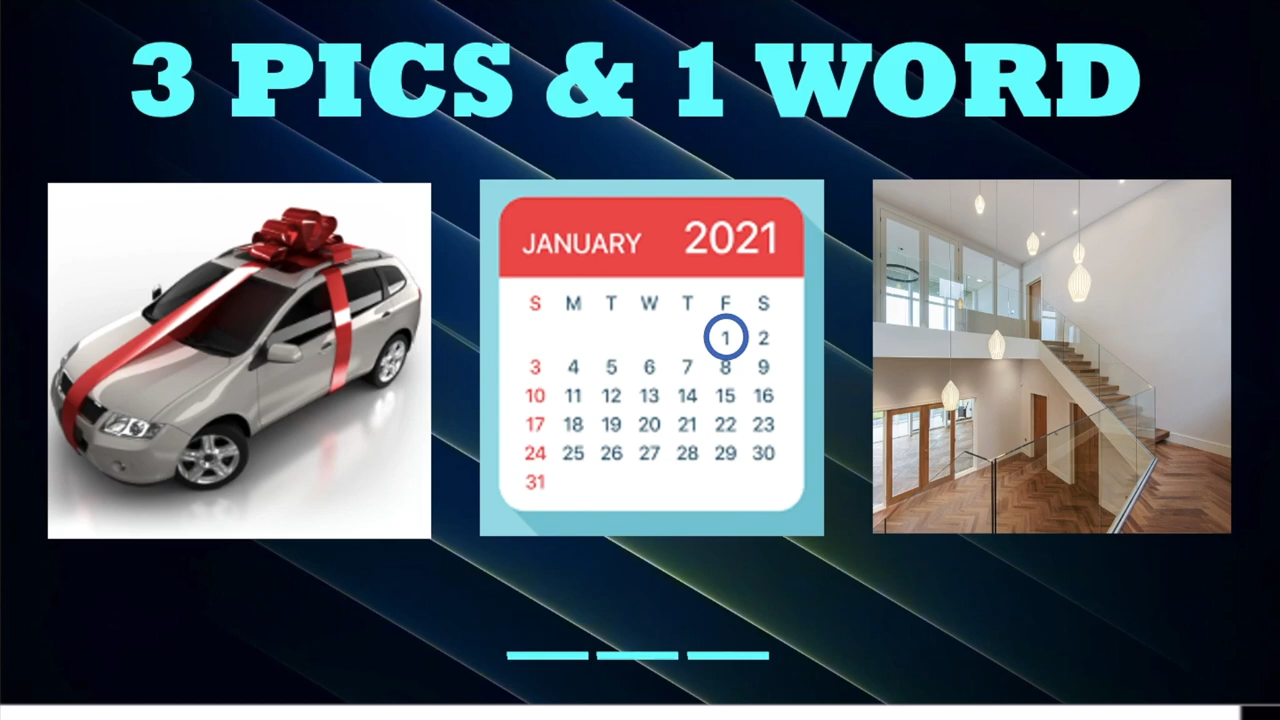 3 PICS & 1 WORD
JANUARY 2021
S M T W T F S
1 2
3 4 5 6 7 8 9
10 11 12 13 14 15 16
17 18 19 20 21 22 23
24 25 26 27 28 29 30
31